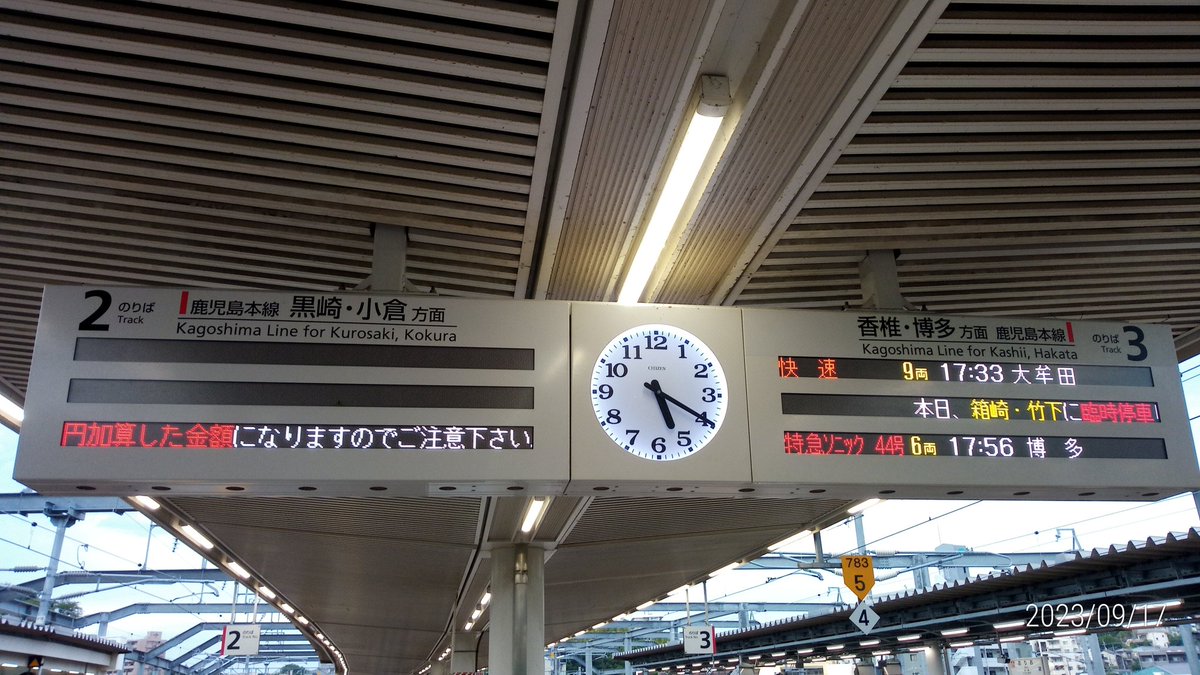 2 のりば Track
鹿児島本線 黒崎・小倉 方面
Kagoshima Line for Kurosaki, Kokura
円加算した金額になりますのでご注意下さい
12
11 1
10 2
9 CITIZEN 3
8 4
7 5
6
香椎・博多 方面 鹿児島本線
Kagoshima Line for Kashii, Hakata
のりば Track 3
快速 9両 17:33 大牟田
本日、箱崎・竹下に臨時停車
特急ソニック 44号 6両 17:56 博多
783
5
4
2 のりば
3 のりば
2023/09/17